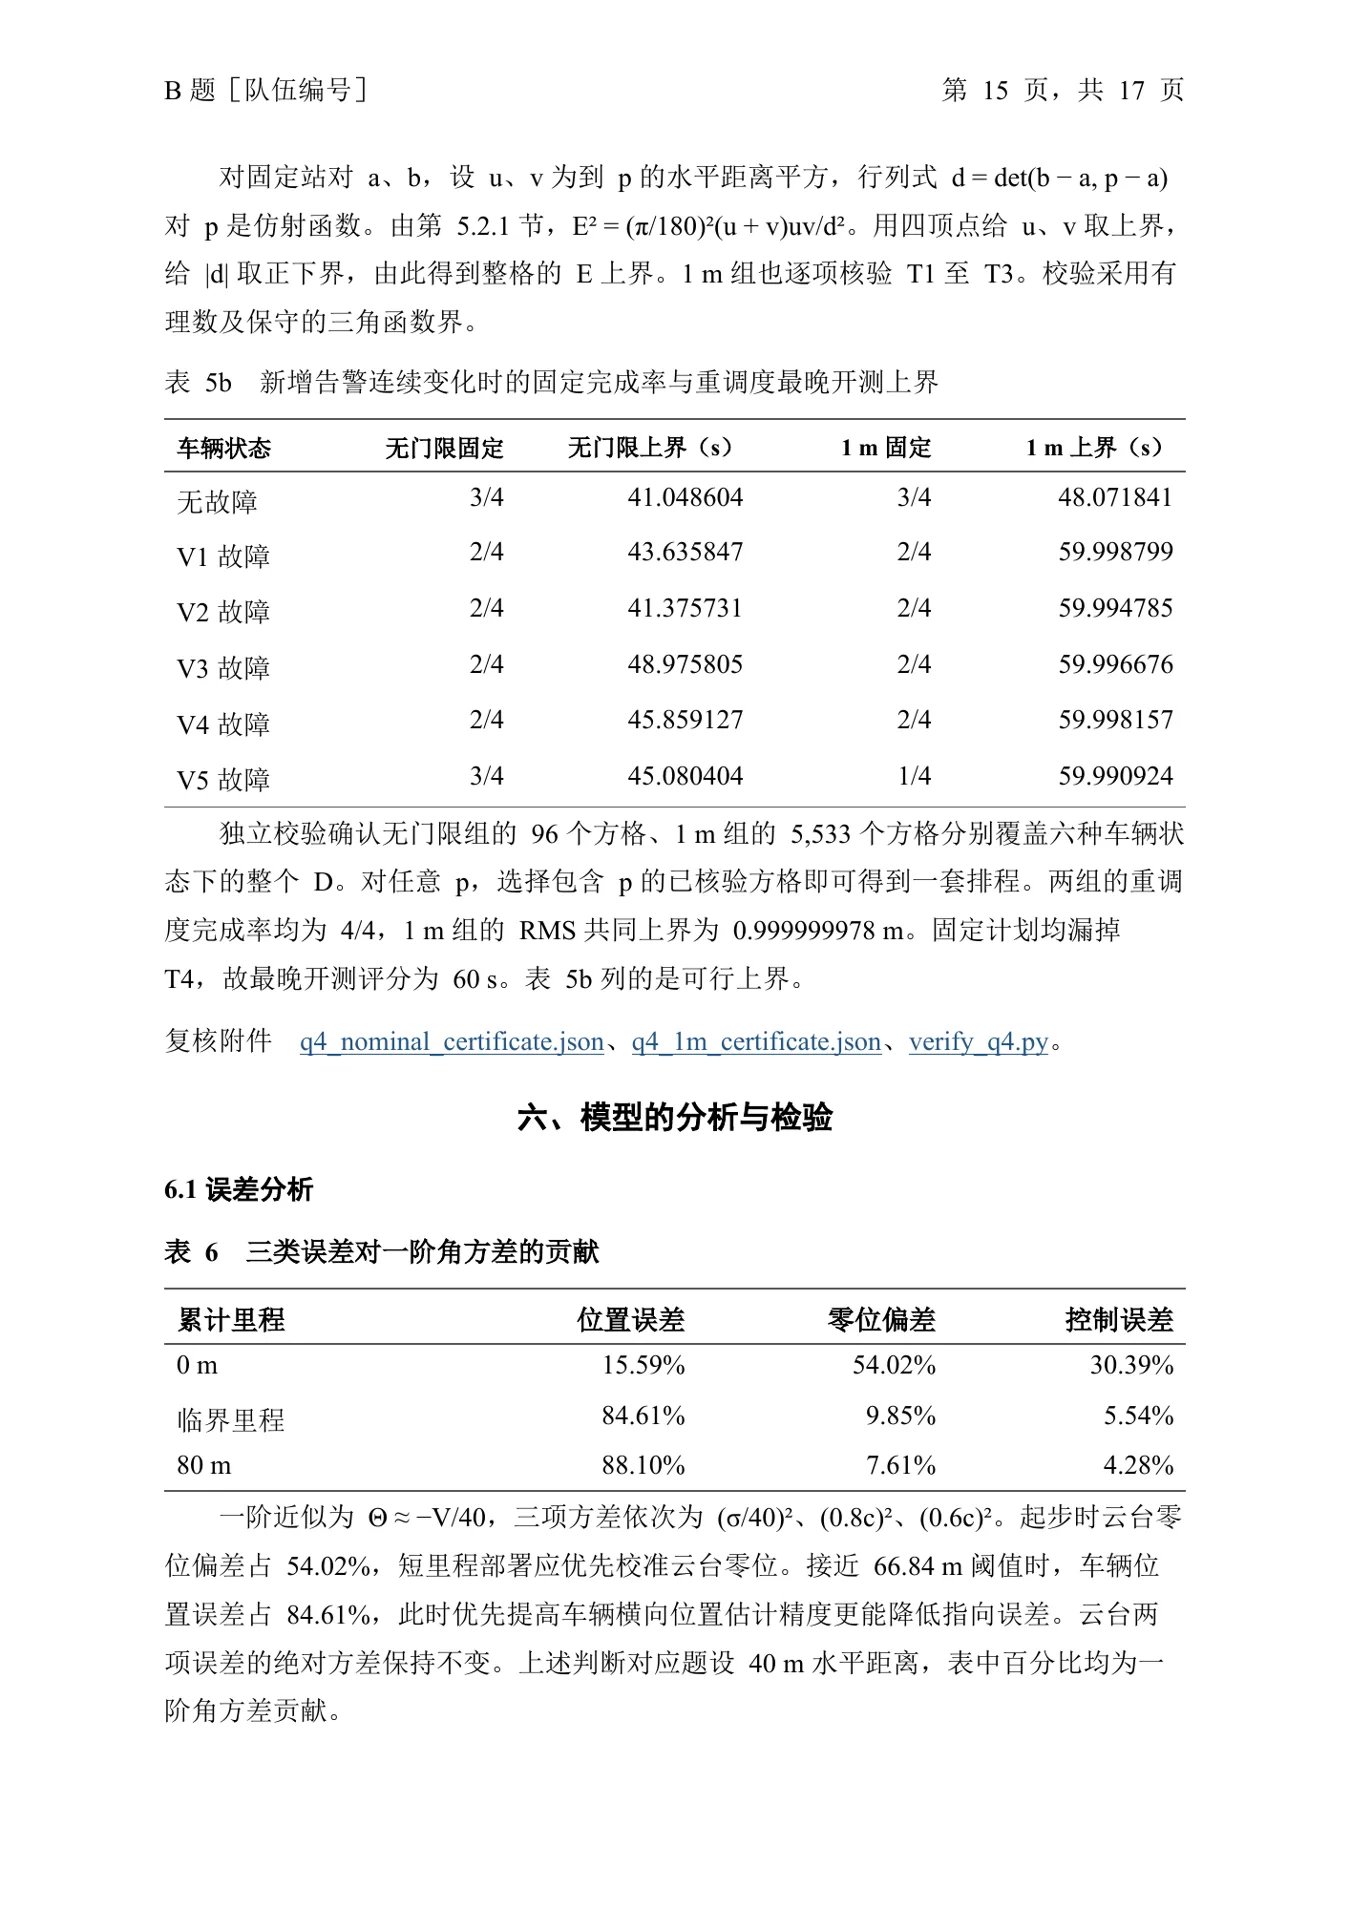 B 题［队伍编号］ 第 15 页，共 17 页
对固定站对 a、b，设 u、v 为到 p 的水平距离平方，行列式 d = det(b − a, p − a)
对 p 是仿射函数。由第 5.2.1 节，E² = (π/180)²(u + v)uv/d²。用四顶点给 u、v 取上界，
给 |d| 取正下界，由此得到整格的 E 上界。1 m 组也逐项核验 T1 至 T3。校验采用有
理数及保守的三角函数界。
表 5b 新增告警连续变化时的固定完成率与重调度最晚开测上界
车辆状态 无门限固定 无门限上界（s） 1 m 固定 1 m 上界（s）
无故障 3/4 41.048604 3/4 48.071841
V1 故障 2/4 43.635847 2/4 59.998799
V2 故障 2/4 41.375731 2/4 59.994785
V3 故障 2/4 48.975805 2/4 59.996676
V4 故障 2/4 45.859127 2/4 59.998157
V5 故障 3/4 45.080404 1/4 59.990924
独立校验确认无门限组的 96 个方格、1 m 组的 5,533 个方格分别覆盖六种车辆状
态下的整个 D。对任意 p，选择包含 p 的已核验方格即可得到一套排程。两组的重调
度完成率均为 4/4，1 m 组的 RMS 共同上界为 0.999999978 m。固定计划均漏掉
T4，故最晚开测评分为 60 s。表 5b 列的是可行上界。
复核附件 q4_nominal_certificate.json、q4_1m_certificate.json、verify_q4.py。
六、模型的分析与检验
6.1 误差分析
表 6 三类误差对一阶角方差的贡献
累计里程 位置误差 零位偏差 控制误差
0 m 15.59% 54.02% 30.39%
临界里程 84.61% 9.85% 5.54%
80 m 88.10% 7.61% 4.28%
一阶近似为 Θ ≈ −V/40，三项方差依次为 (σ/40)²、(0.8c)²、(0.6c)²。起步时云台零
位偏差占 54.02%，短里程部署应优先校准云台零位。接近 66.84 m 阈值时，车辆位
置误差占 84.61%，此时优先提高车辆横向位置估计精度更能降低指向误差。云台两
项误差的绝对方差保持不变。上述判断对应题设 40 m 水平距离，表中百分比均为一
阶角方差贡献。